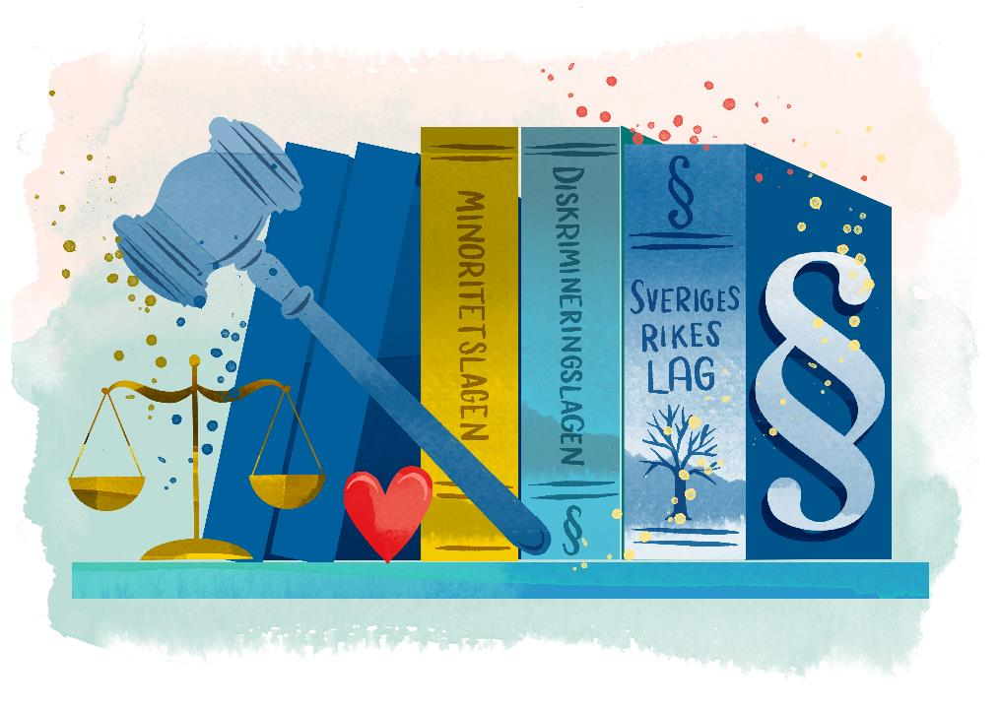 MINORITETSLAGEN
DISKRIMINERINGSLAGEN
§
§
SVERIGES
RIKES
LAG
§